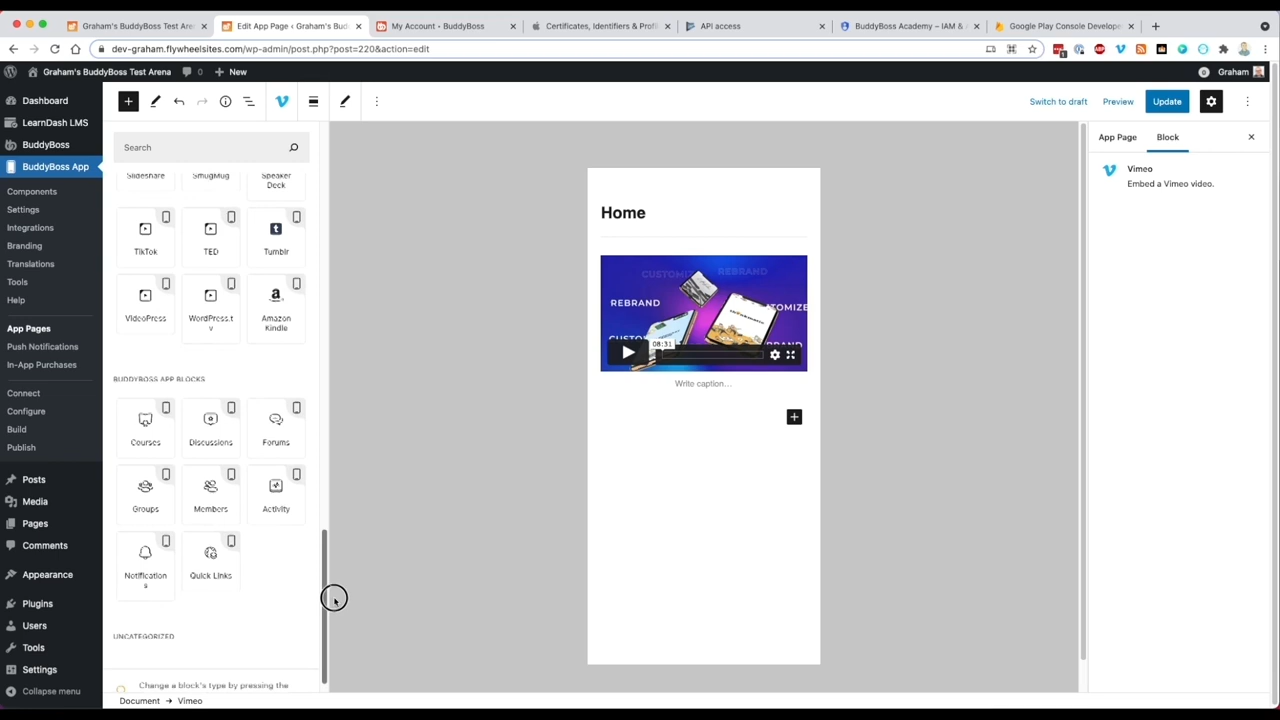 Graham's BuddyBoss Test Arena
Edit App Page ‹ Graham's Bud
My Account - BuddyBoss
Certificates, Identifiers & Profi
API access
BuddyBoss Academy – IAM & A
Google Play Console Develope
dev-graham.flywheelsites.com/wp-admin/post.php?post=220&action=edit
Graham's BuddyBoss Test Arena
0
New
Graham
Dashboard
LearnDash LMS
BuddyBoss
BuddyBoss App
Components
Settings
Integrations
Branding
Translations
Tools
Help
App Pages
Push Notifications
In-App Purchases
Connect
Configure
Build
Publish
Posts
Media
Pages
Comments
Appearance
Plugins
Users
Tools
Settings
Collapse menu
Switch to draft
Preview
Update
Search
Slideshare
SmugMug
Speaker
Deck
TikTok
TED
Tumblr
VideoPress
WordPress.t
v
Amazon
Kindle
BUDDYBOSS APP BLOCKS
Courses
Discussions
Forums
Groups
Members
Activity
Notification
s
Quick Links
UNCATEGORIZED
Change a block's type by pressing the
Document → Vimeo
Home
CUSTOMIZ
REBRAND
REBRAND
TOMIZE
08:31
Write caption…
App Page
Block
Vimeo
Embed a Vimeo video.